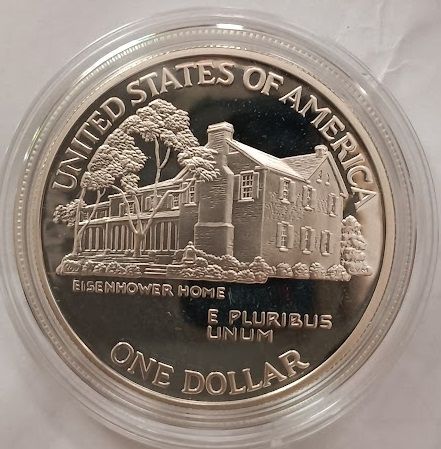 UNITED STATES OF AMERICA
EISENHOWER HOME
E PLURIBUS
UNUM
ONE DOLLAR